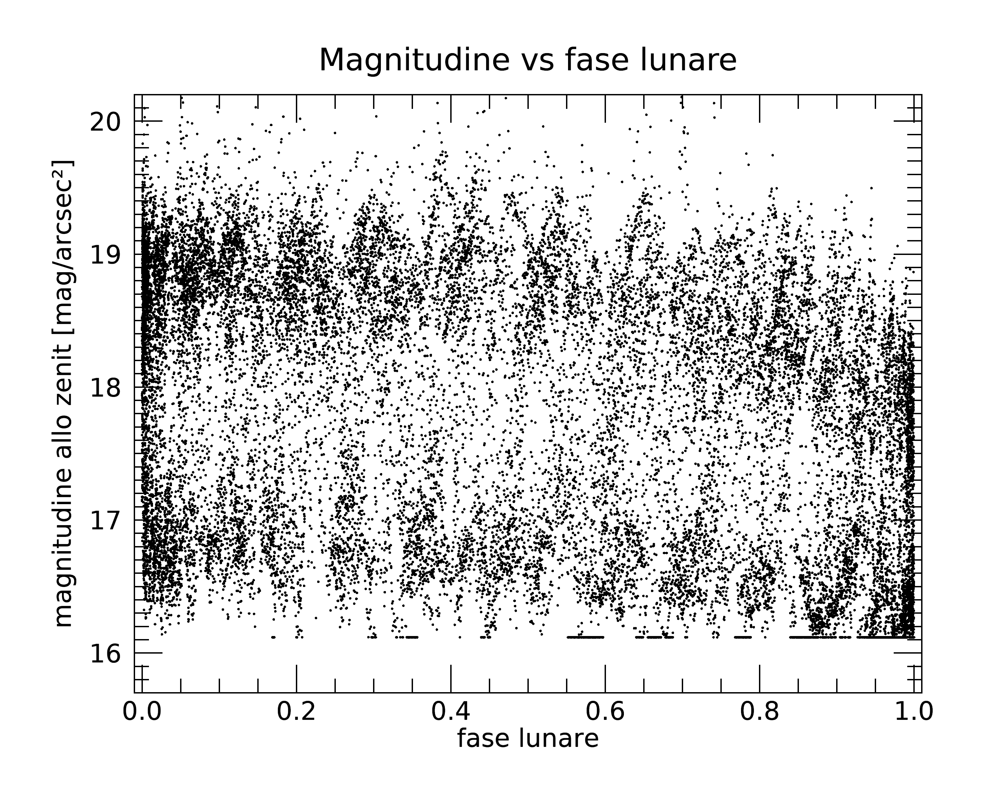 Magnitudine vs fase lunare
magnitudine allo zenit [mag/arcsec²]
20
19
18
17
16
0.0 0.2 0.4 0.6 0.8 1.0
fase lunare